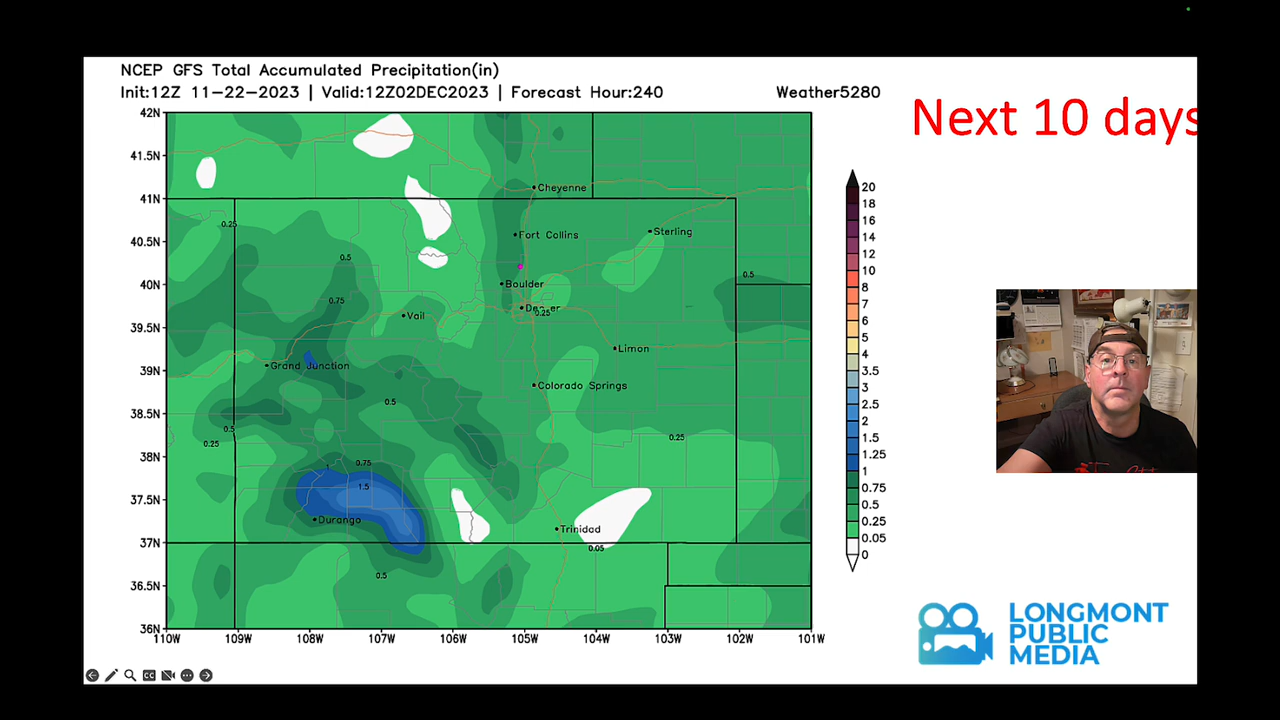 NCEP GFS Total Accumulated Precipitation(in)
Init:12Z 11-22-2023 | Valid:12Z02DEC2023 | Forecast Hour:240
Weather5280
Next 10 days
42N
41.5N
41N
40.5N
40N
39.5N
39N
38.5N
38N
37.5N
37N
36.5N
36N
110W 109W 108W 107W 106W 105W 104W 103W 102W 101W
Cheyenne
0.25
Fort Collins
Sterling
0.5
0.5
Boulder
0.75
Vail
Denver
0.25
Limon
Grand Junction
Colorado Springs
0.5
0.5
0.25
0.25
0.75
1
1.5
Durango
Trinidad
0.05
0.5
20
18
16
14
12
10
8
7
6
5
4
3.5
3
2.5
2
1.5
1.25
1
0.75
0.5
0.25
0.05
0
CC
LONGMONT
PUBLIC
MEDIA